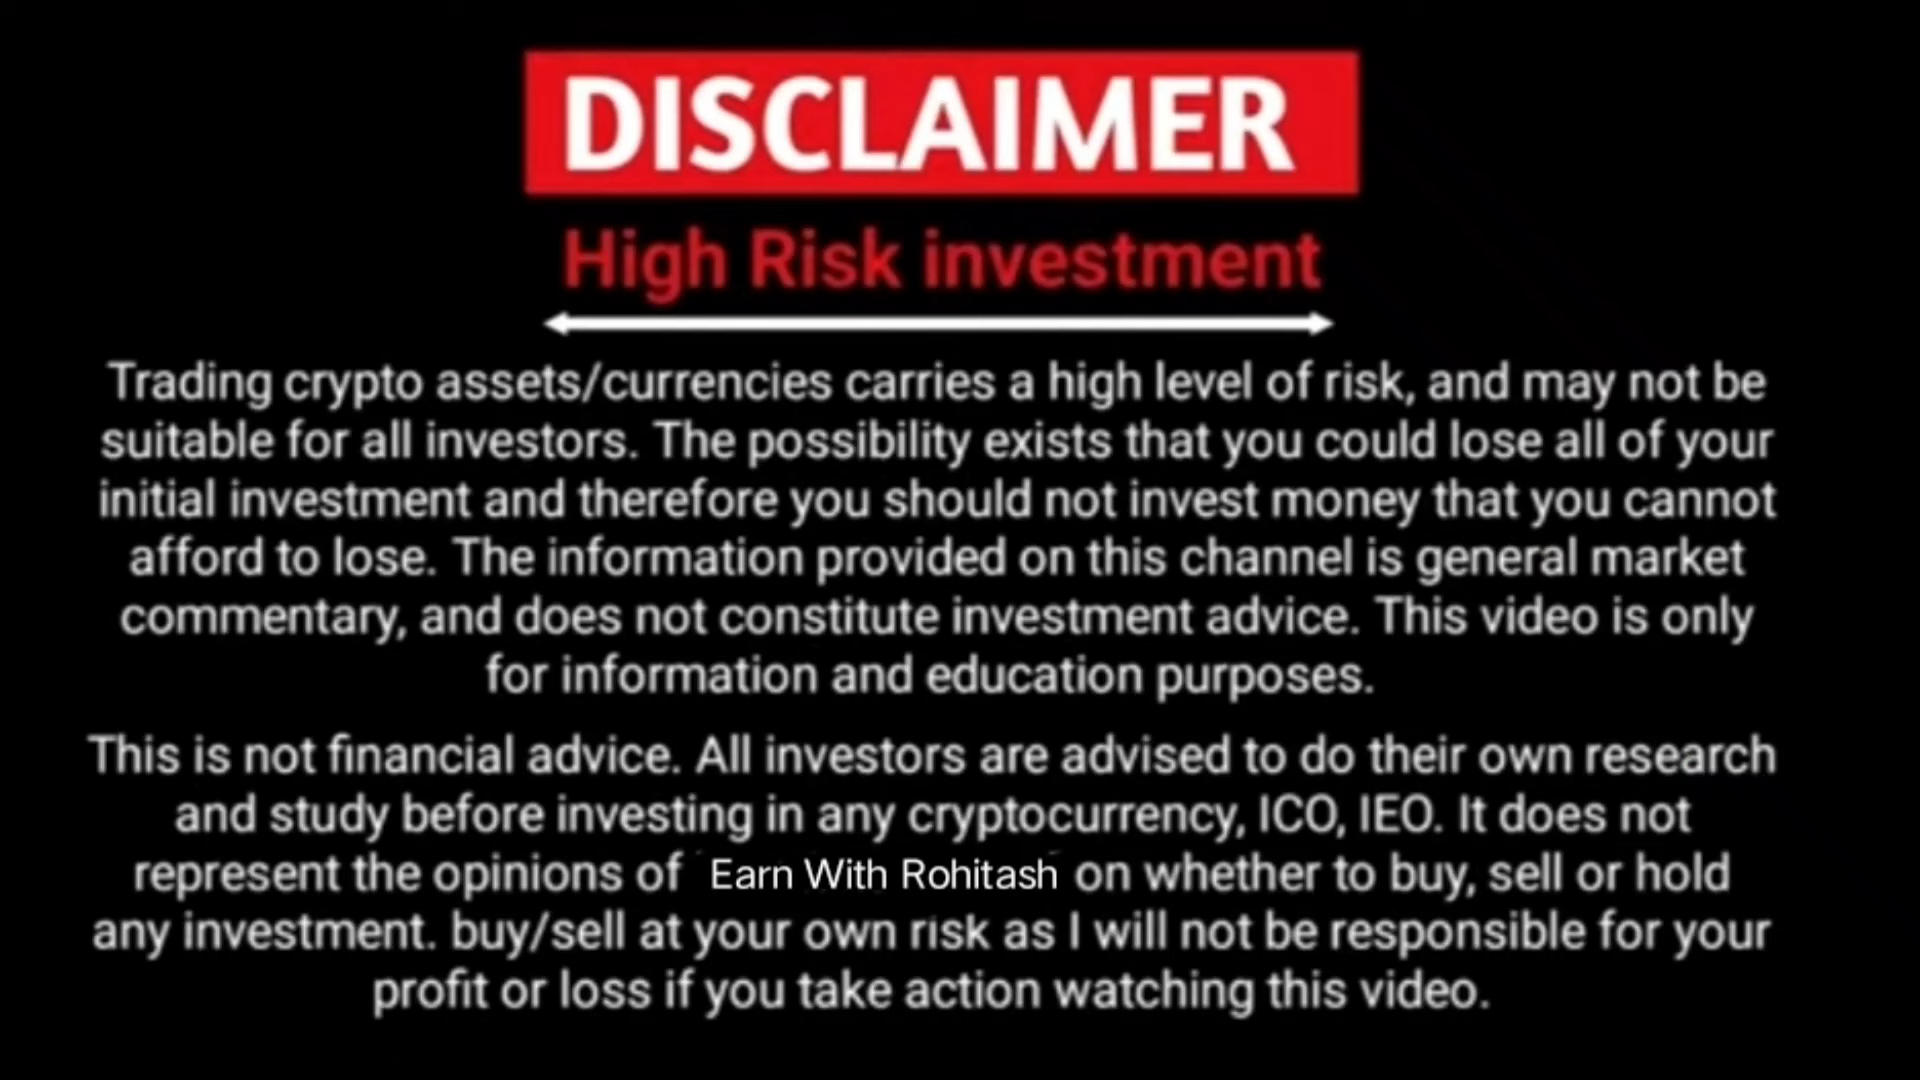 DISCLAIMER
High Risk investment
Trading crypto assets/currencies carries a high level of risk, and may not be
suitable for all investors. The possibility exists that you could lose all of your
initial investment and therefore you should not invest money that you cannot
afford to lose. The information provided on this channel is general market
commentary, and does not constitute investment advice. This video is only
for information and education purposes.
This is not financial advice. All investors are advised to do their own research
and study before investing in any cryptocurrency, ICO, IEO. It does not
represent the opinions of Earn With Rohitash on whether to buy, sell or hold
any investment. buy/sell at your own risk as I will not be responsible for your
profit or loss if you take action watching this video.